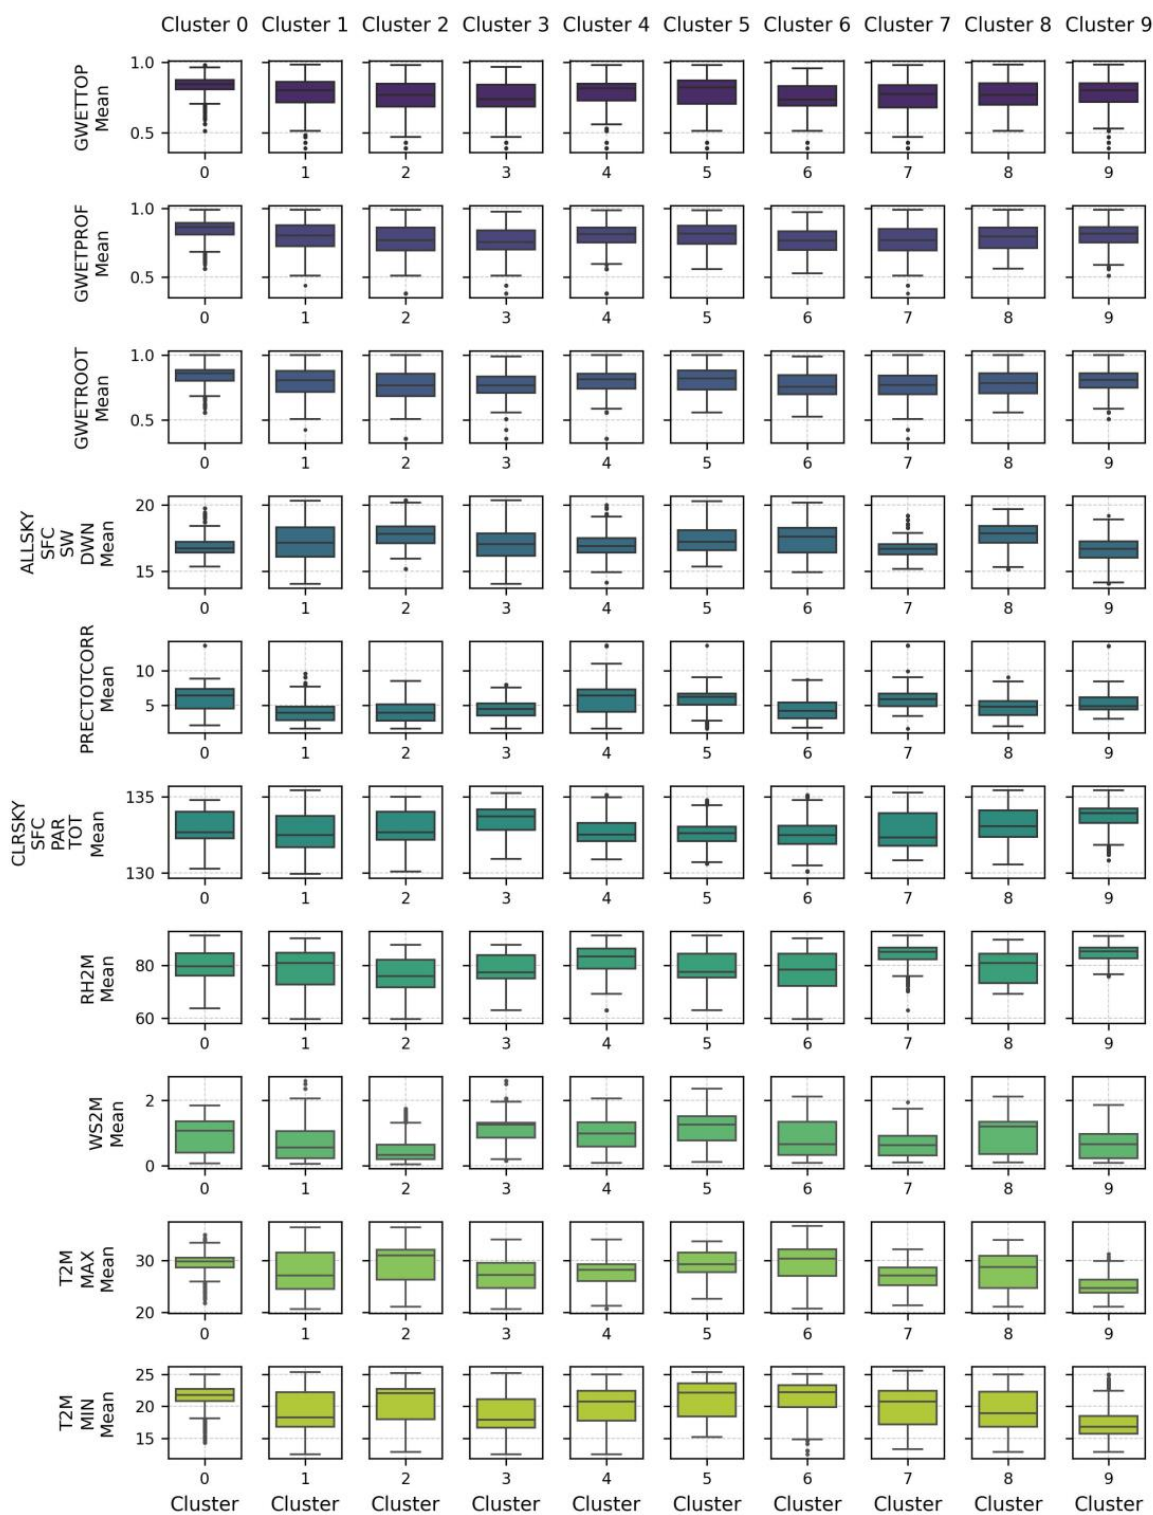 Cluster 0 Cluster 1 Cluster 2 Cluster 3 Cluster 4 Cluster 5 Cluster 6 Cluster 7 Cluster 8 Cluster 9
GWETTOP
Mean
1.0
0.5
0 1 2 3 4 5 6 7 8 9
GWETPROF
Mean
1.0
0.5
0 1 2 3 4 5 6 7 8 9
GWETROOT
Mean
1.0
0.5
0 1 2 3 4 5 6 7 8 9
ALLSKY
SFC
SW
DWN
Mean
20
15
0 1 2 3 4 5 6 7 8 9
PRECTOTCORR
Mean
10
5
0 1 2 3 4 5 6 7 8 9
CLRSKY
SFC
PAR
TOT
Mean
135
130
0 1 2 3 4 5 6 7 8 9
RH2M
Mean
80
60
0 1 2 3 4 5 6 7 8 9
WS2M
Mean
2
0
0 1 2 3 4 5 6 7 8 9
T2M
MAX
Mean
30
20
0 1 2 3 4 5 6 7 8 9
T2M
MIN
Mean
25
20
15
0 1 2 3 4 5 6 7 8 9
Cluster Cluster Cluster Cluster Cluster Cluster Cluster Cluster Cluster Cluster